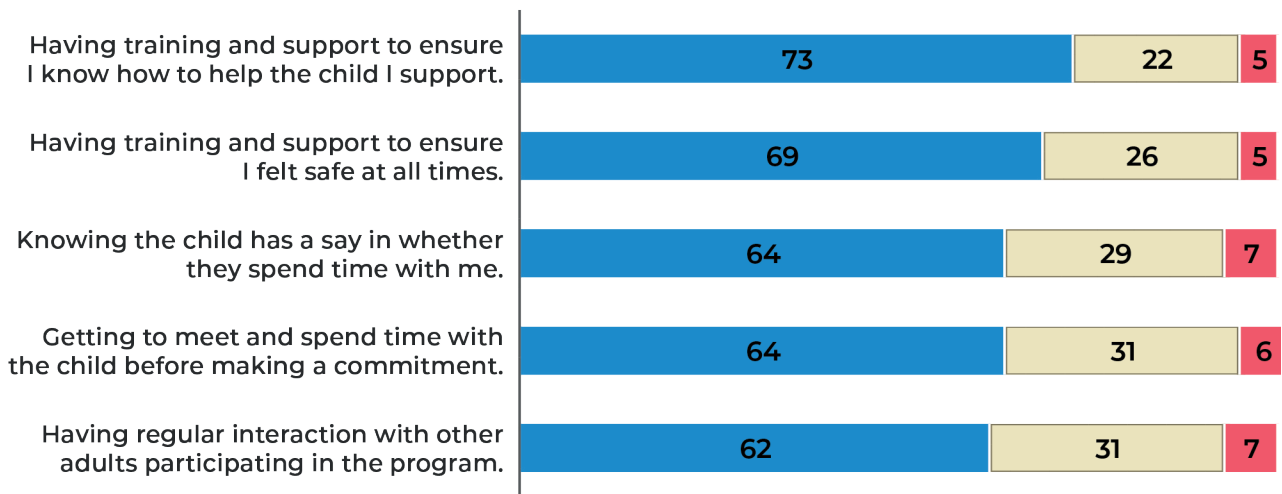 Having training and support to ensure
I know how to help the child I support.
73 22 5
Having training and support to ensure
I felt safe at all times.
69 26 5
Knowing the child has a say in whether
they spend time with me.
64 29 7
Getting to meet and spend time with
the child before making a commitment.
64 31 6
Having regular interaction with other
adults participating in the program.
62 31 7